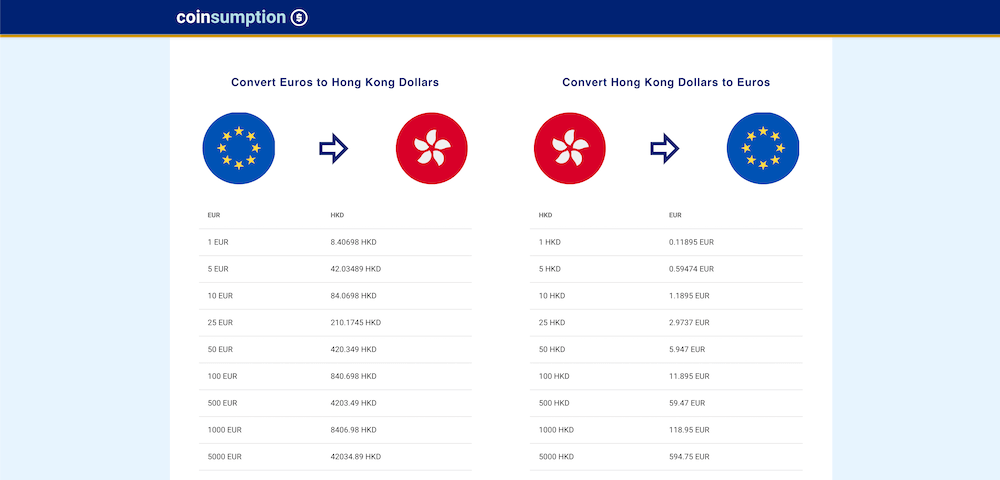 coinsumption $
Convert Euros to Hong Kong Dollars
EUR HKD
1 EUR 8.40698 HKD
5 EUR 42.03489 HKD
10 EUR 84.0698 HKD
25 EUR 210.1745 HKD
50 EUR 420.349 HKD
100 EUR 840.698 HKD
500 EUR 4203.49 HKD
1000 EUR 8406.98 HKD
5000 EUR 42034.89 HKD
Convert Hong Kong Dollars to Euros
HKD EUR
1 HKD 0.11895 EUR
5 HKD 0.59474 EUR
10 HKD 1.1895 EUR
25 HKD 2.9737 EUR
50 HKD 5.947 EUR
100 HKD 11.895 EUR
500 HKD 59.47 EUR
1000 HKD 118.95 EUR
5000 HKD 594.75 EUR